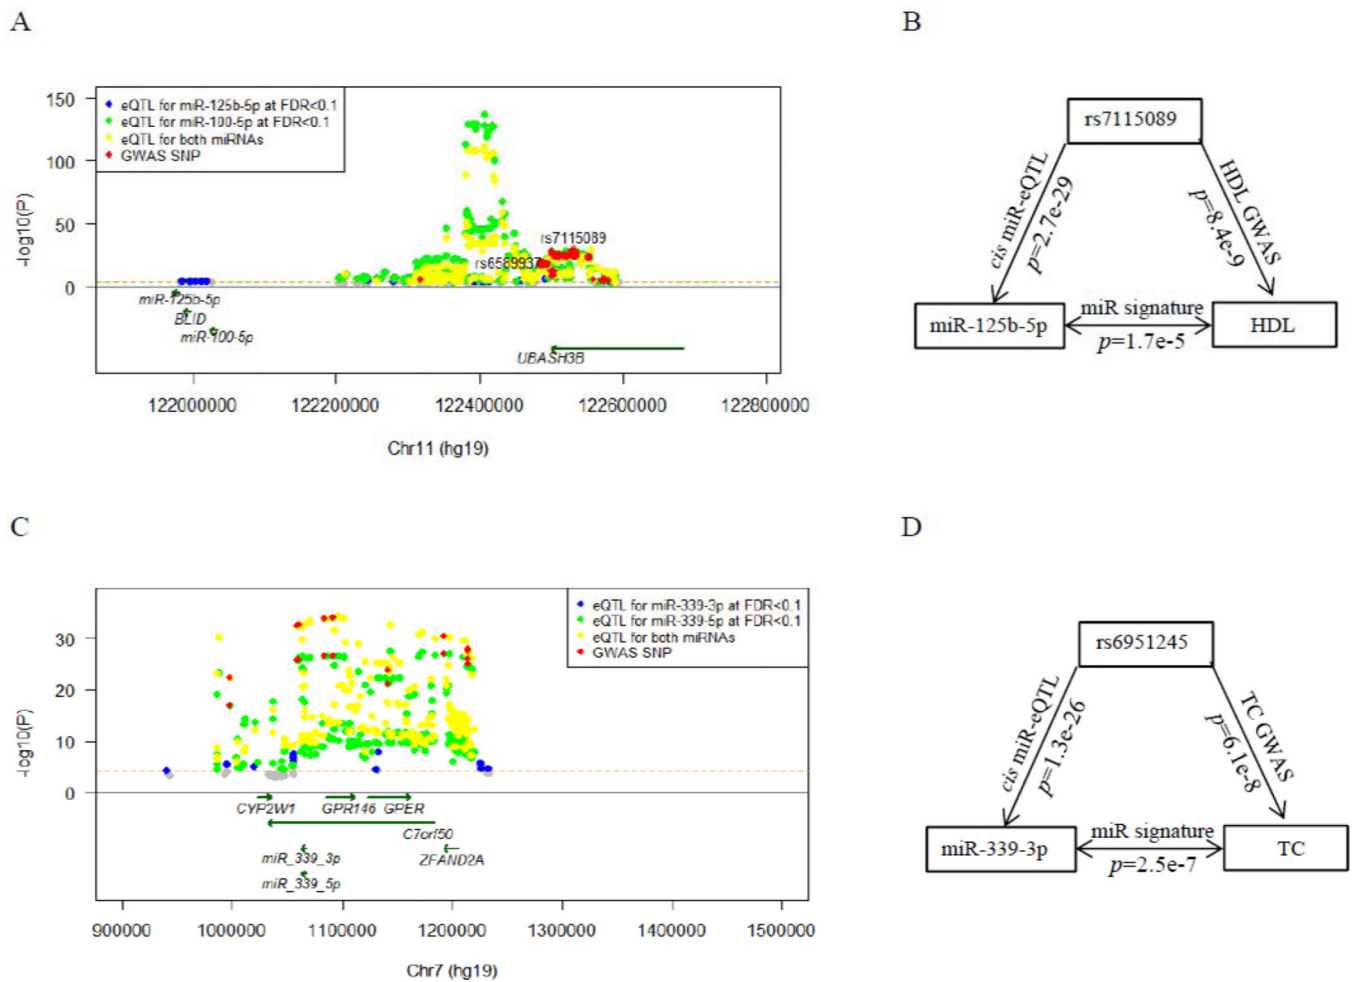 A
B
eQTL for miR-125b-5p at FDR<0.1
eQTL for miR-100-5p at FDR<0.1
eQTL for both miRNAs
GWAS SNP
150
100
50
0
-log10(P)
rs7115089
rs6589937
miR-125b-5p
BLID
miR-100-5p
UBASH3B
122000000 122200000 122400000 122600000 122800000
Chr11 (hg19)
rs7115089
cis miR-eQTL
p=2.7e-29
HDL GWAS
p=8.4e-9
miR-125b-5p
miR signature
p=1.7e-5
HDL
C
D
eQTL for miR-339-3p at FDR<0.1
eQTL for miR-339-5p at FDR<0.1
eQTL for both miRNAs
GWAS SNP
30
20
10
0
-log10(P)
CYP2W1 GPR146 GPER
C7orf50
miR_339_3p ZFAND2A
miR_339_5p
900000 1000000 1100000 1200000 1300000 1400000 1500000
Chr7 (hg19)
rs6951245
cis miR-eQTL
p=1.3e-26
TC GWAS
p=6.1e-8
miR-339-3p
miR signature
p=2.5e-7
TC